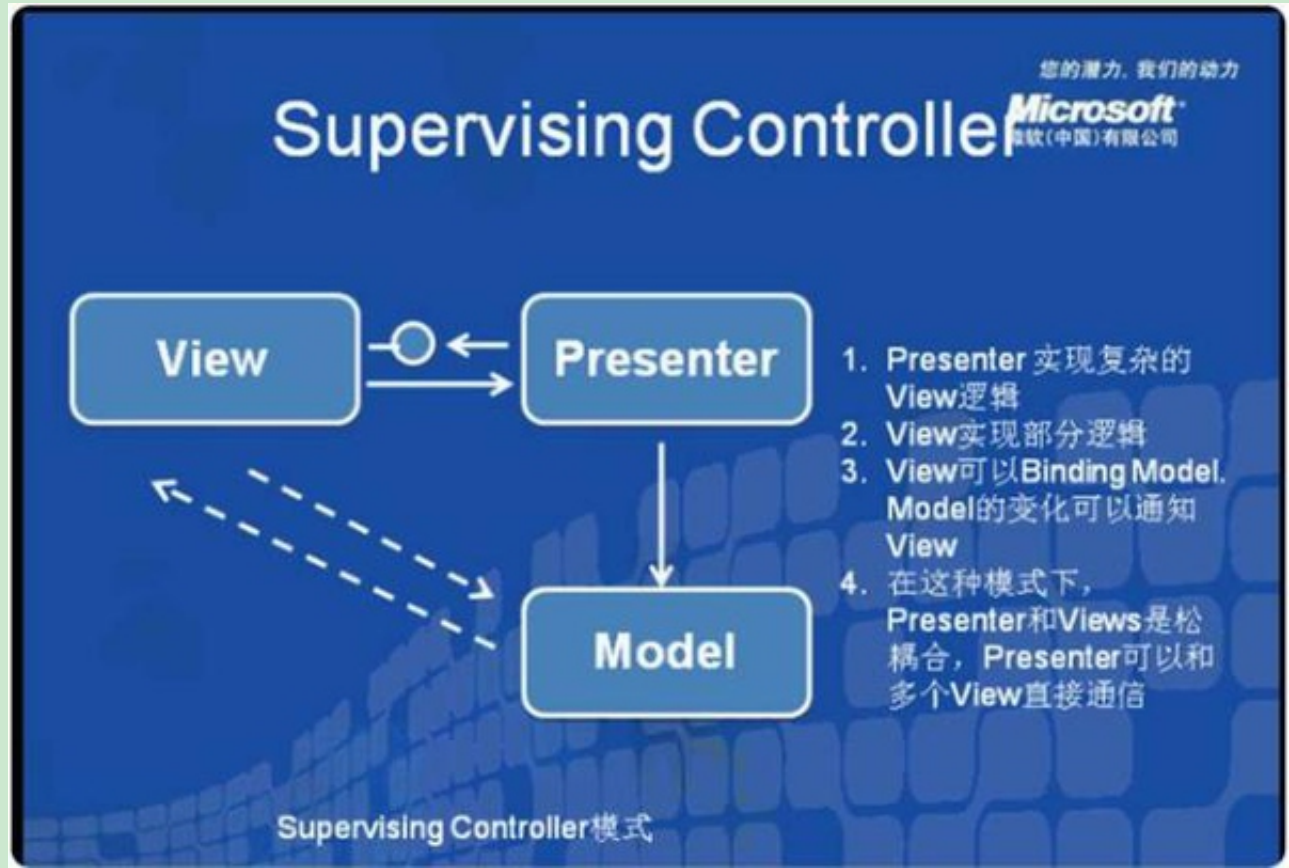 您的潜力，我们的动力
Supervising Controller
Microsoft
微软(中国)有限公司
View
Presenter
Model
1. Presenter 实现复杂的
View逻辑
2. View实现部分逻辑
3. View可以Binding Model.
Model的变化可以通知
View
4. 在这种模式下，
Presenter和Views是松
耦合，Presenter可以和
多个View直接通信
Supervising Controller模式